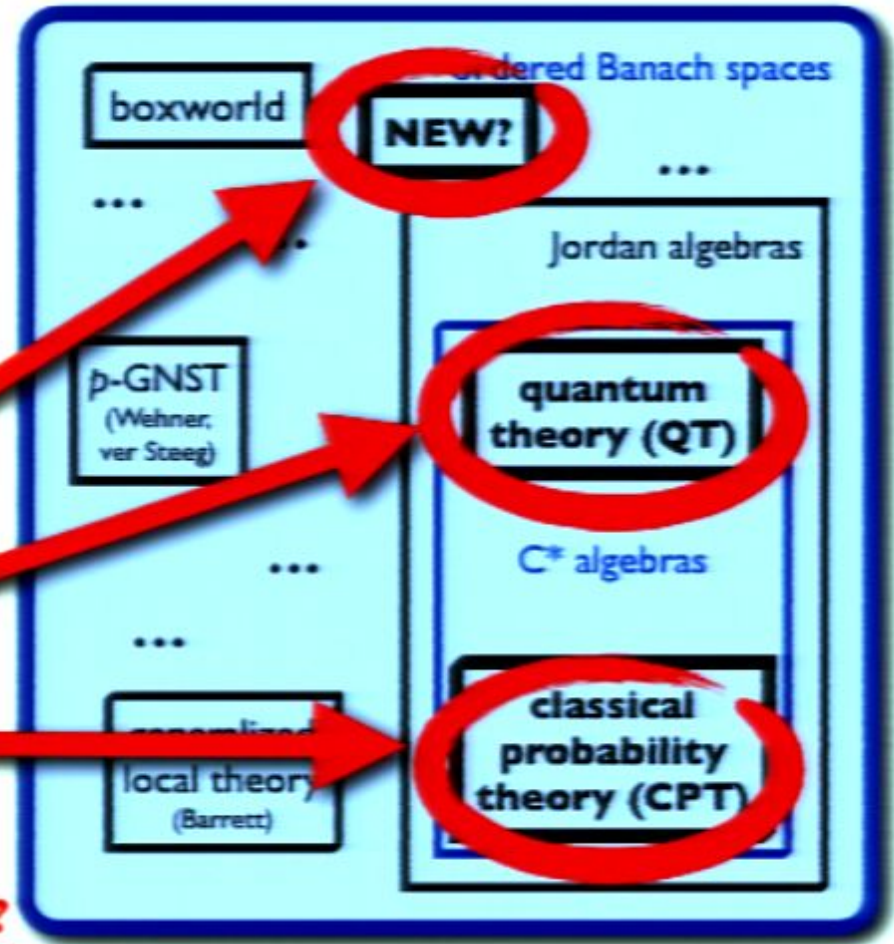 ordered Banach spaces
boxworld
NEW?
...
...
...
Jordan algebras
p-GNST
(Wehner,
ver Steeg)
quantum
theory (QT)
C* algebras
...
...
generalized
local theory
(Barrett)
classical
probability
theory (CPT)
?